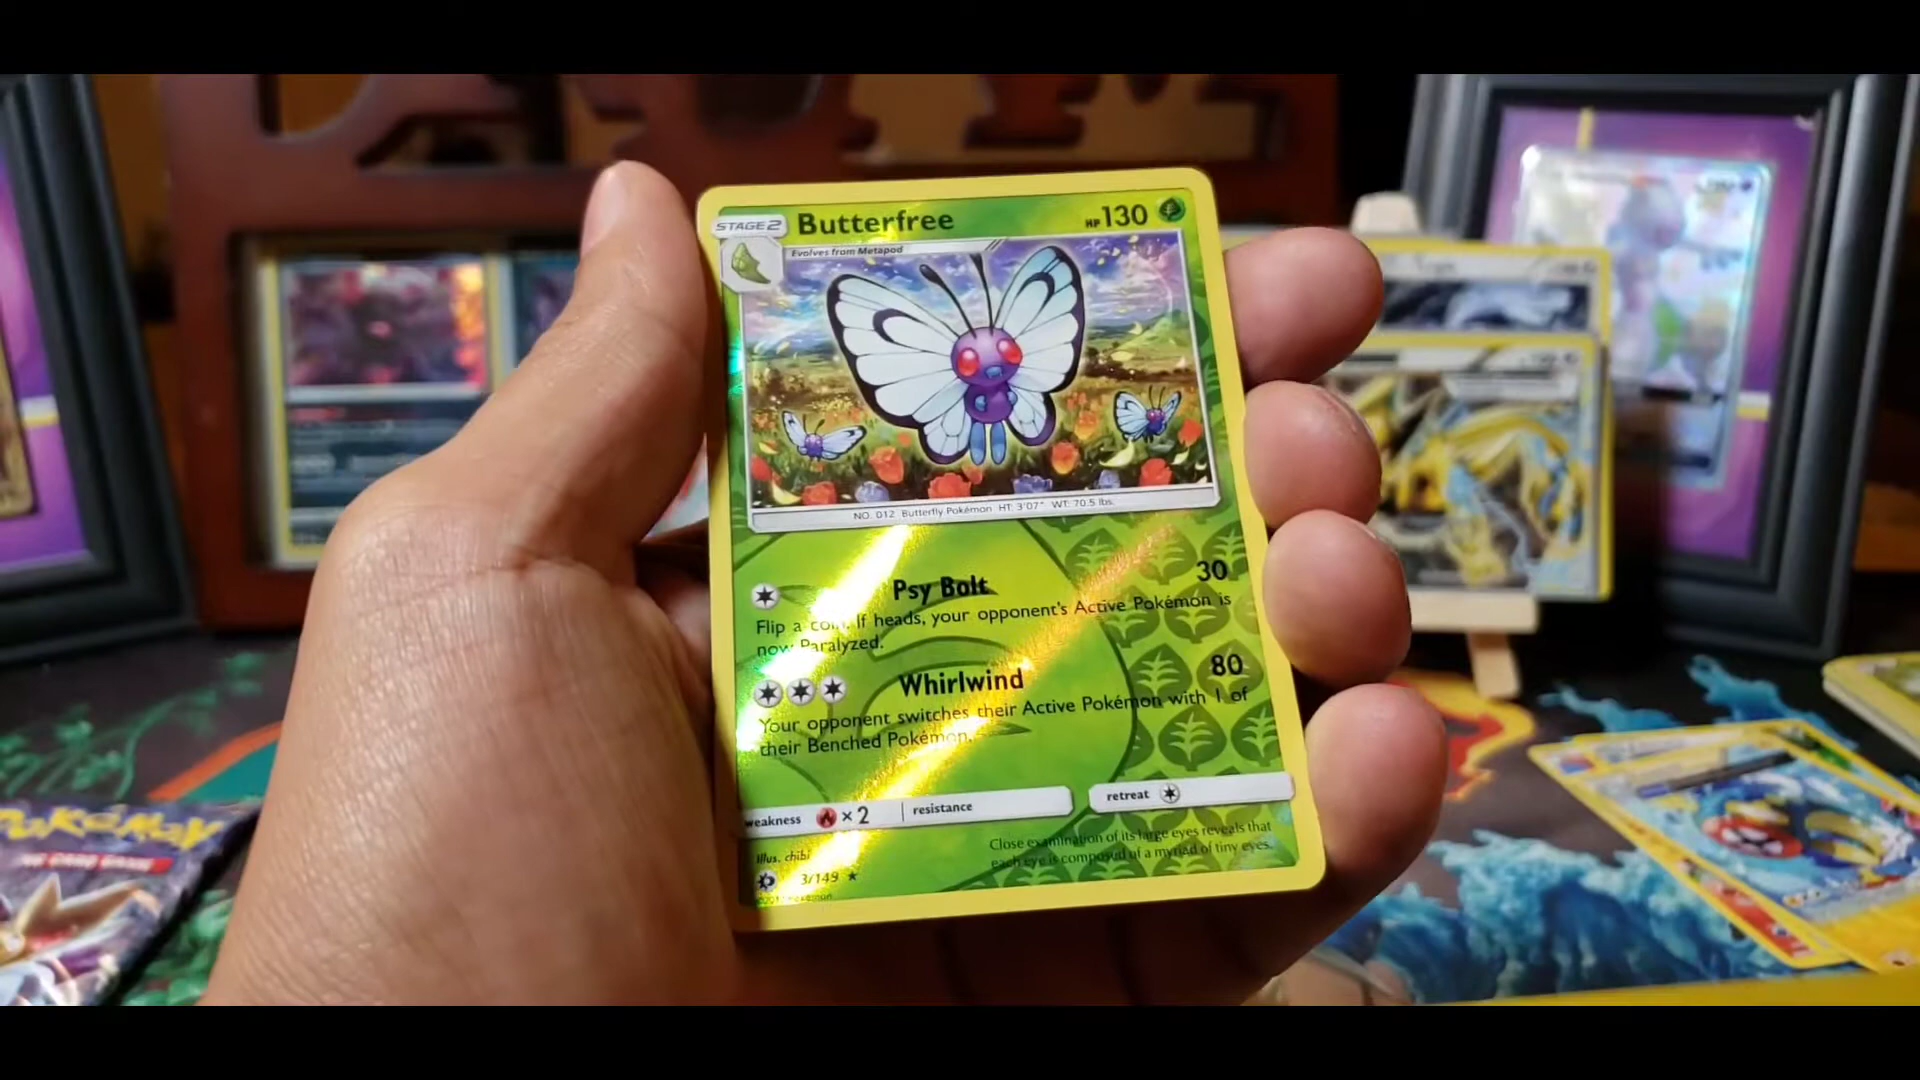 STAGE 2 Butterfree HP 130
Evolves from Metapod
NO. 012 Butterfly Pokémon HT: 3'07" WT: 70.5 lbs.
Psy Bolt 30
Flip a coin. If heads, your opponent's Active Pokémon is
now Paralyzed.
Whirlwind 80
Your opponent switches their Active Pokémon with 1 of
their Benched Pokémon.
weakness ×2 resistance retreat
Close examination of its large eyes reveals that
each eye is composed of a myriad of tiny eyes.
Illus. chibi
3/149
POKéMON